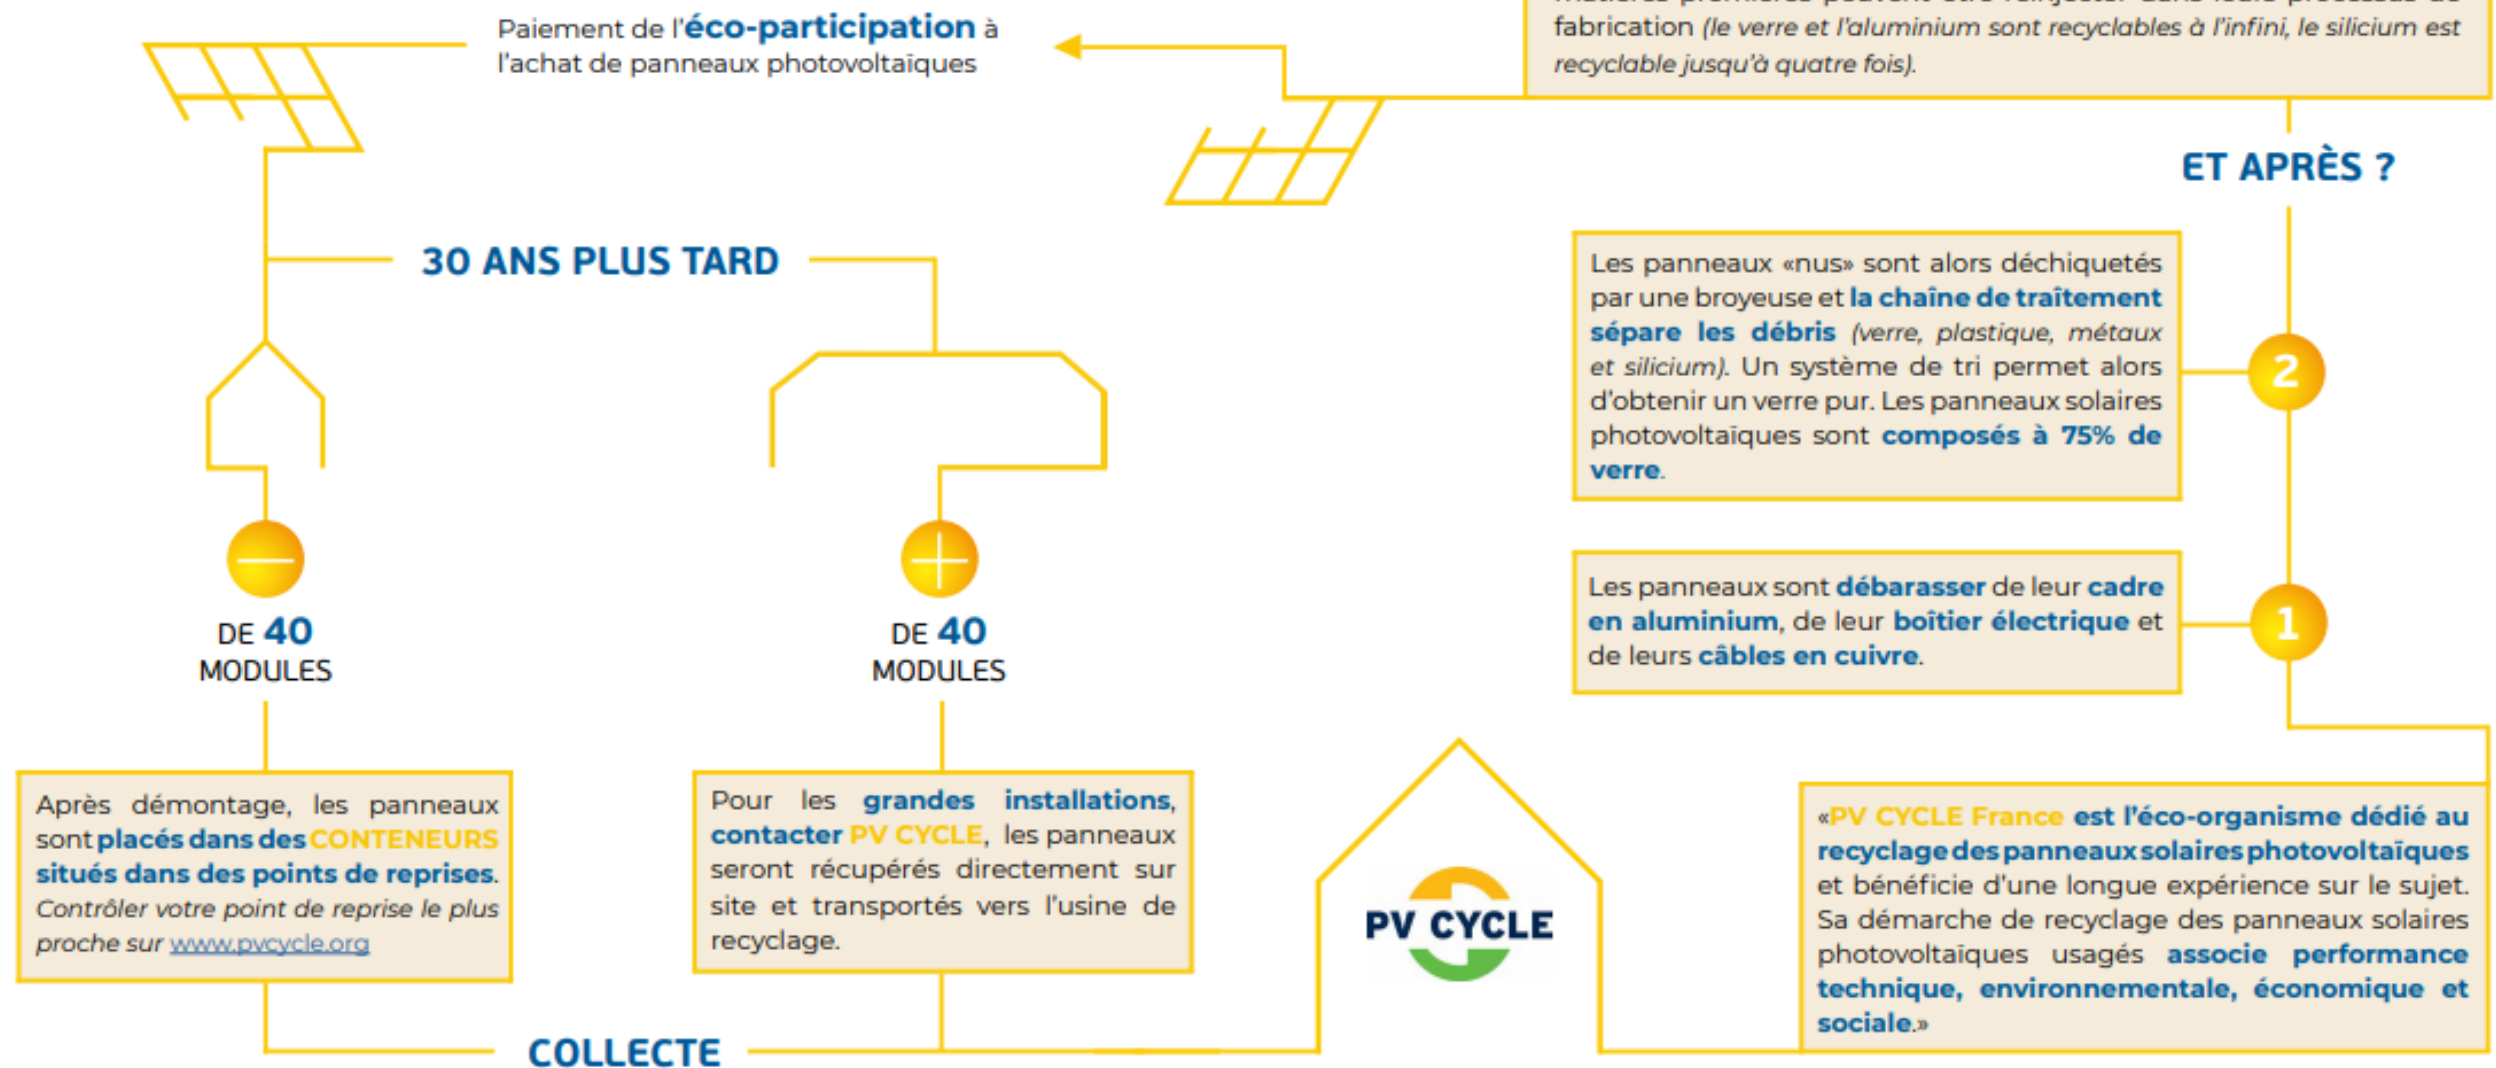 Paiement de l'éco-participation à
l'achat de panneaux photovoltaïques
matières premières peuvent être réinjecter dans leurs processus de
fabrication (le verre et l'aluminium sont recyclables à l'infini, le silicium est
recyclable jusqu'à quatre fois).
ET APRÈS ?
30 ANS PLUS TARD
Les panneaux «nus» sont alors déchiquetés
par une broyeuse et la chaîne de traîtement
sépare les débris (verre, plastique, métaux
et silicium). Un système de tri permet alors
d'obtenir un verre pur. Les panneaux solaires
photovoltaïques sont composés à 75% de
verre.
2
DE 40
MODULES
DE 40
MODULES
Les panneaux sont débarasser de leur cadre
en aluminium, de leur boîtier électrique et
de leurs câbles en cuivre.
1
Après démontage, les panneaux
sont placés dans des CONTENEURS
situés dans des points de reprises.
Contrôler votre point de reprise le plus
proche sur www.pvcycle.org
Pour les grandes installations,
contacter PV CYCLE, les panneaux
seront récupérés directement sur
site et transportés vers l'usine de
recyclage.
PV CYCLE
«PV CYCLE France est l'éco-organisme dédié au
recyclage des panneaux solaires photovoltaïques
et bénéficie d'une longue expérience sur le sujet.
Sa démarche de recyclage des panneaux solaires
photovoltaïques usagés associe performance
technique, environnementale, économique et
sociale.»
COLLECTE